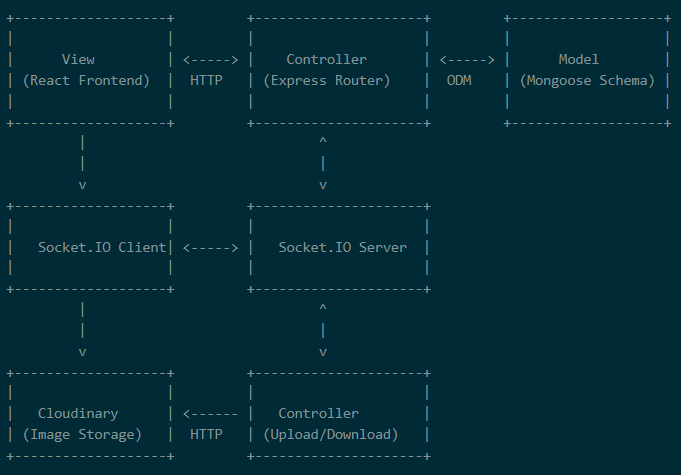 +-------------------+         +---------------------+         +-------------------+
|                   |         |                     |         |                   |
|      View         | <-----> |    Controller       | <-----> |      Model        |
| (React Frontend)  |  HTTP   | (Express Router)    |  ODM    | (Mongoose Schema) |
|                   |         |                     |         |                   |
+-------------------+         +---------------------+         +-------------------+
         |                             ^
         |                             |
         v                             v
+-------------------+         +---------------------+
|                   |         |                     |
|   Socket.IO Client| <-----> |   Socket.IO Server  |
|                   |         |                     |
+-------------------+         +---------------------+
         |                             ^
         |                             |
         v                             v
+-------------------+         +---------------------+
|                   |         |                     |
|   Cloudinary      | <------ |   Controller        |
| (Image Storage)   |  HTTP   | (Upload/Download)   |
+-------------------+         +---------------------+